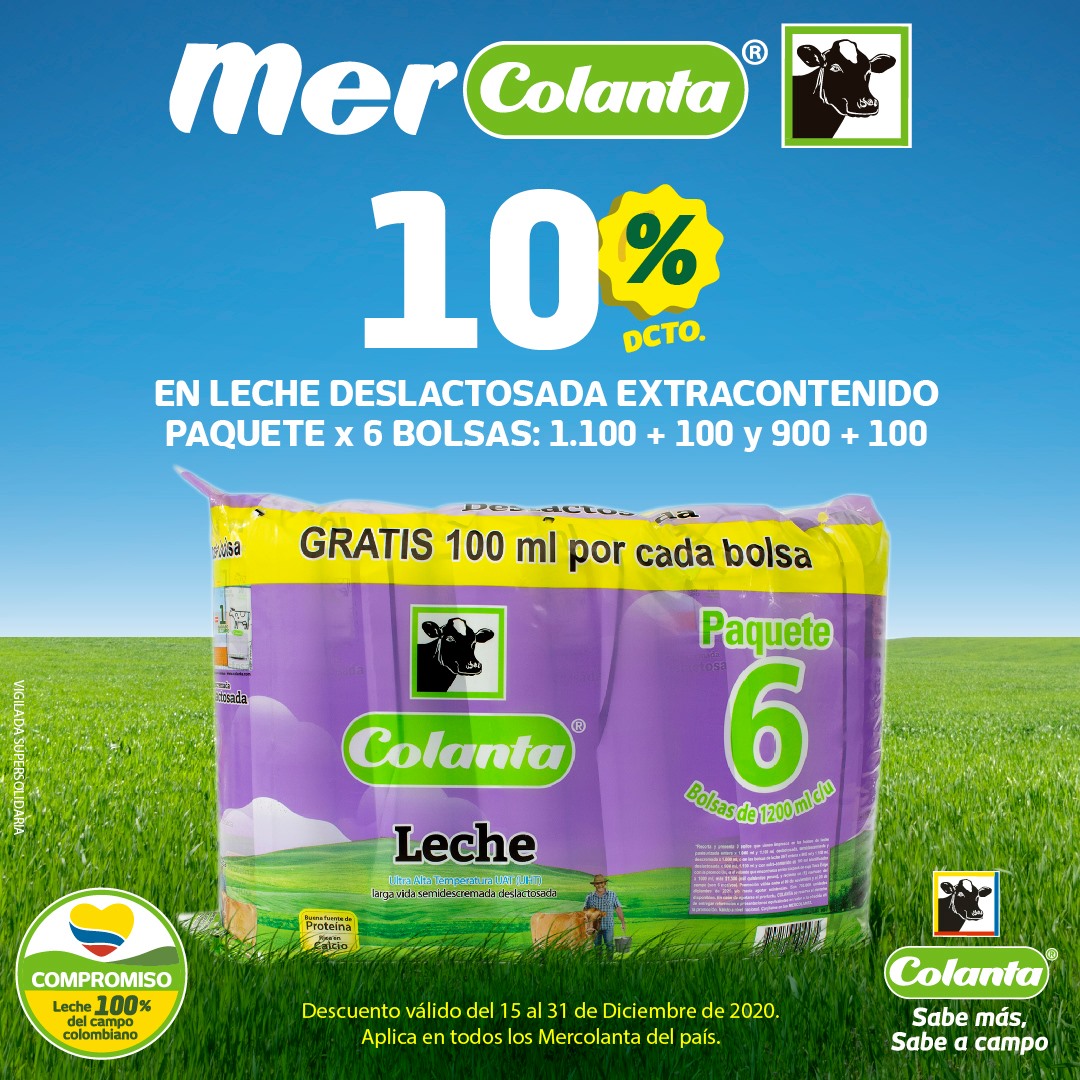 mer Colanta®
10%
DCTO.
EN LECHE DESLACTOSADA EXTRACONTENIDO
PAQUETE x 6 BOLSAS: 1.100 + 100 y 900 + 100
GRATIS 100 ml por cada bolsa
bolsa
Paquete
6
Bolsas de 1200 ml c/u
Colanta®
Leche
Ultra Alta Temperatura UAT (UHT)
larga vida semidescremada deslactosada
Buena fuente de
Proteína
Rica en
Calcio
VIGILADA SUPERSOLIDARIA
COMPROMISO
Leche 100%
del campo
colombiano
Descuento válido del 15 al 31 de Diciembre de 2020.
Aplica en todos los Mercolanta del país.
Colanta®
Sabe más,
Sabe a campo